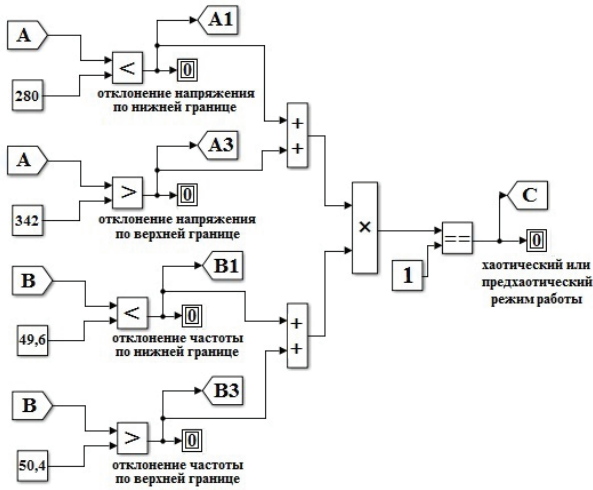 A
280
<
A1
0
отклонение напряжения
по нижней границе
A
342
>
A3
0
отклонение напряжения
по верхней границе
+
+
B
49,6
<
B1
0
отклонение частоты
по нижней границе
B
50,4
>
B3
0
отклонение частоты
по верхней границе
+
+
×
1
==
C
0
хаотический или
предхаотический
режим работы